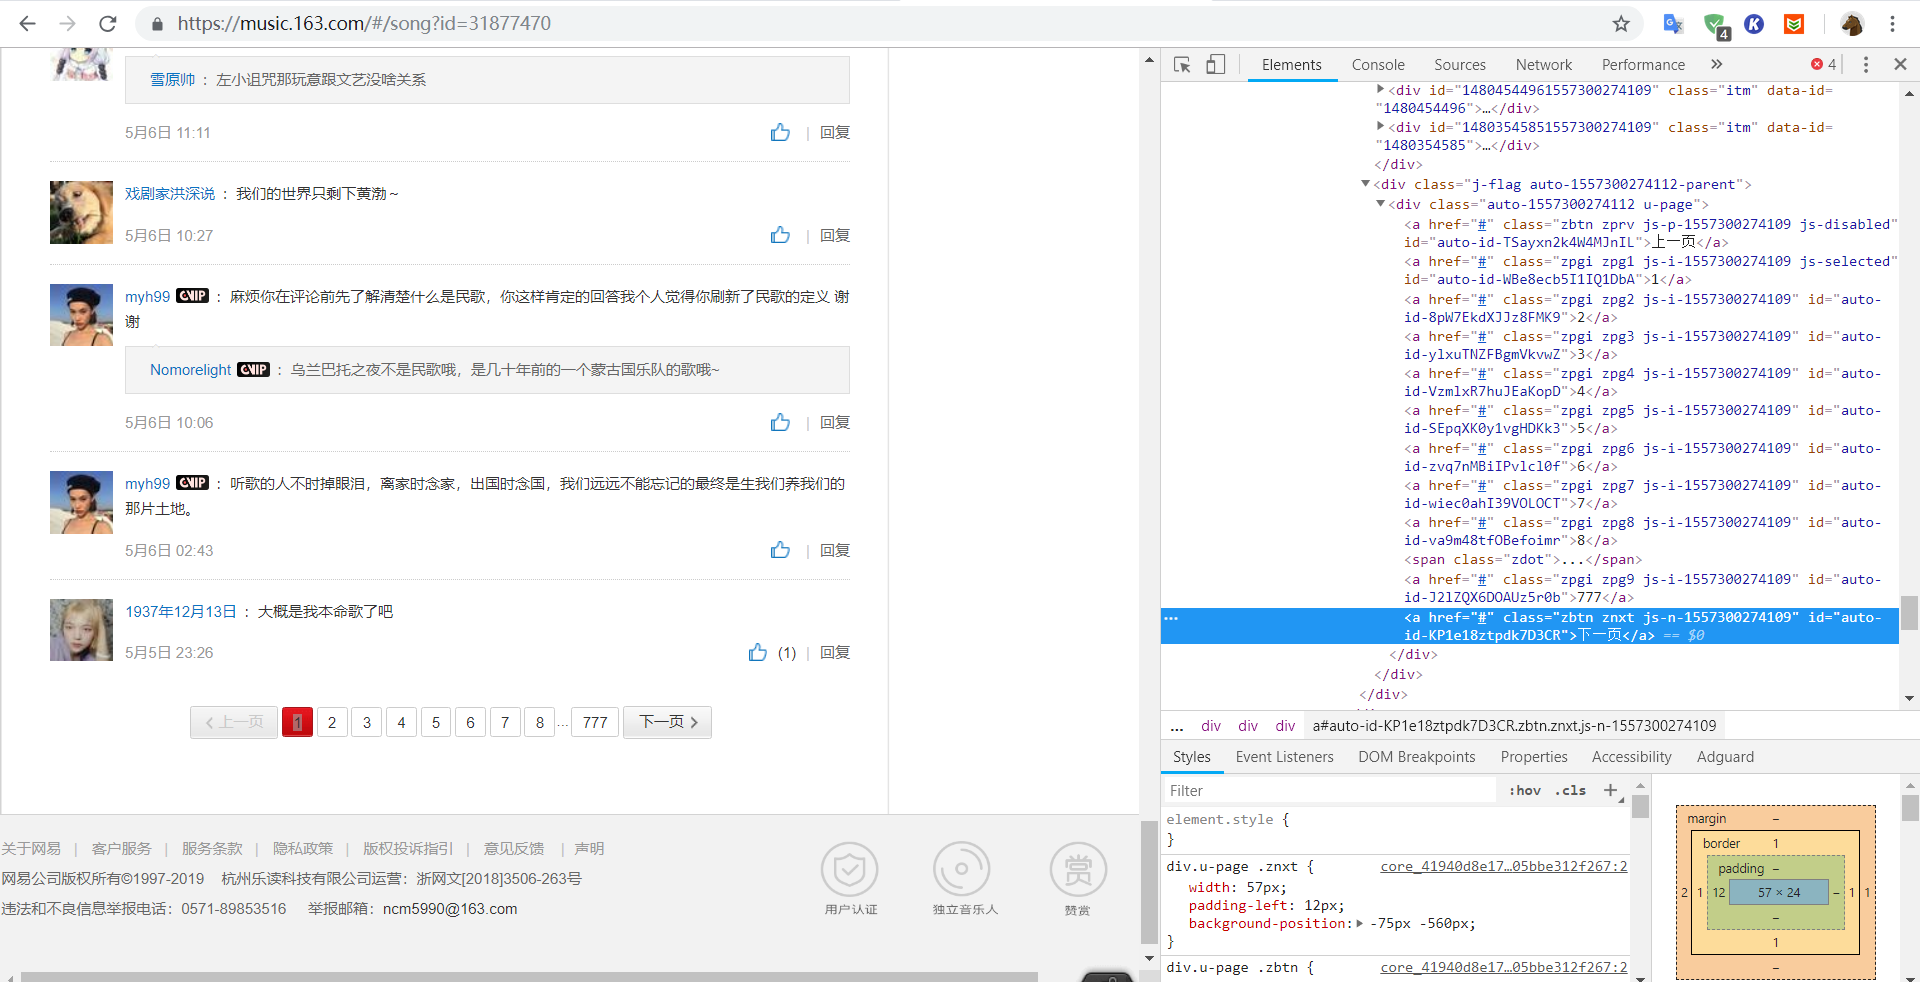 https://music.163.com/#/song?id=31877470
4
雪原帅 ： 左小诅咒那玩意跟文艺没啥关系
5月6日 11:11
| 回复
戏剧家洪深说 ： 我们的世界只剩下黄渤～
5月6日 10:27
| 回复
myh99 VIP ： 麻烦你在评论前先了解清楚什么是民歌，你这样肯定的回答我个人觉得你刷新了民歌的定义 谢
谢
Nomorelight VIP ： 乌兰巴托之夜不是民歌哦，是几十年前的一个蒙古国乐队的歌哦~
5月6日 10:06
| 回复
myh99 VIP ： 听歌的人不时掉眼泪，离家时念家，出国时念国，我们远远不能忘记的最终是生我们养我们的
那片土地。
5月6日 02:43
| 回复
1937年12月13日 ： 大概是我本命歌了吧
5月5日 23:26
(1) | 回复
上一页 1 2 3 4 5 6 7 8 ... 777 下一页
关于网易 | 客户服务 | 服务条款 | 隐私政策 | 版权投诉指引 | 意见反馈 | 声明
网易公司版权所有©1997-2019 杭州乐读科技有限公司运营：浙网文[2018]3506-263号
违法和不良信息举报电话：0571-89853516 举报邮箱：ncm5990@163.com
用户认证 独立音乐人 赏 赞赏
Elements Console Sources Network Performance » 4
<div id="14804544961557300274109" class="itm" data-id=
"1480454496">…</div>
<div id="14803545851557300274109" class="itm" data-id=
"1480354585">…</div>
</div>
<div class="j-flag auto-1557300274112-parent">
<div class="auto-1557300274112 u-page">
<a href="#" class="zbtn zprv js-p-1557300274109 js-disabled"
id="auto-id-TSayxn2k4W4MJnIL">上一页</a>
<a href="#" class="zpgi zpg1 js-i-1557300274109 js-selected"
id="auto-id-WBe8ecb5I1IQ1DbA">1</a>
<a href="#" class="zpgi zpg2 js-i-1557300274109" id="auto-
id-8pW7EkdXJJz8FMK9">2</a>
<a href="#" class="zpgi zpg3 js-i-1557300274109" id="auto-
id-ylxuTNZFBgmVkvwZ">3</a>
<a href="#" class="zpgi zpg4 js-i-1557300274109" id="auto-
id-VzmlxR7huJEaKopD">4</a>
<a href="#" class="zpgi zpg5 js-i-1557300274109" id="auto-
id-SEpqXK0y1vgHDKk3">5</a>
<a href="#" class="zpgi zpg6 js-i-1557300274109" id="auto-
id-zvq7nMBiIPvlcl0f">6</a>
<a href="#" class="zpgi zpg7 js-i-1557300274109" id="auto-
id-wiec0ahI39VOLOCT">7</a>
<a href="#" class="zpgi zpg8 js-i-1557300274109" id="auto-
id-va9m48tfOBefoimr">8</a>
<span class="zdot">...</span>
<a href="#" class="zpgi zpg9 js-i-1557300274109" id="auto-
id-J2lZQX6DOAUz5r0b">777</a>
<a href="#" class="zbtn znxt js-n-1557300274109" id="auto-
id-KP1e18ztpdk7D3CR">下一页</a> == $0
</div>
</div>
</div>
... div div div a#auto-id-KP1e18ztpdk7D3CR.zbtn.znxt.js-n-1557300274109
Styles Event Listeners DOM Breakpoints Properties Accessibility Adguard
Filter :hov .cls +
element.style {
}
div.u-page .znxt { core_41940d8e17…05bbe312f267:2
width: 57px;
padding-left: 12px;
background-position: -75px -560px;
}
div.u-page .zbtn { core_41940d8e17…05bbe312f267:2
margin –
border 1
padding –
2 1 12 57 × 24 – 1 1
–
1
–